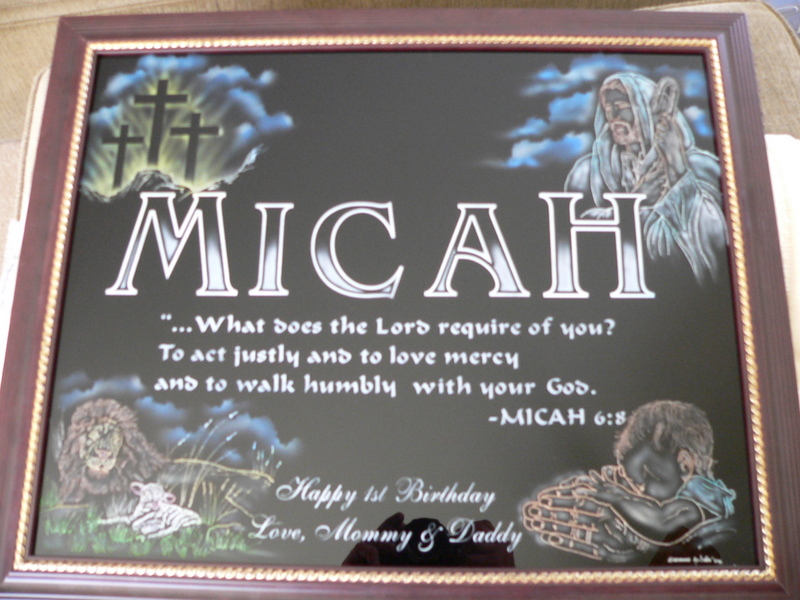 MICAH
"...What does the Lord require of you?
To act justly and to love mercy
and to walk humbly with your God.
-MICAH 6:8
Happy 1st Birthday
Love, Mommy & Daddy